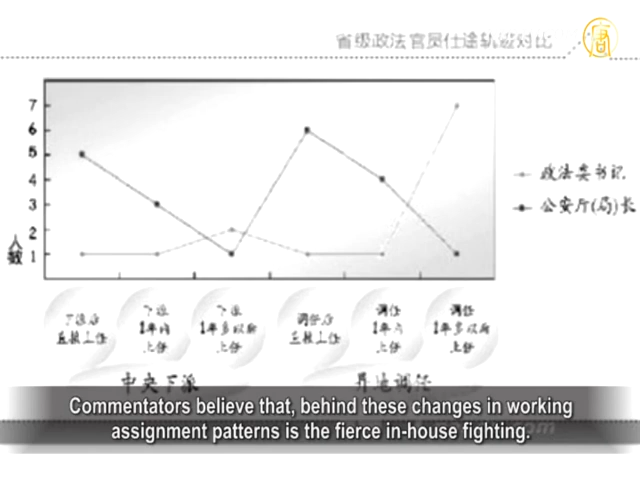 省级政法官员仕途轨迹对比
7
6
5
4
3
2
1
人数
政法委书记
公安厅(局)长
下派后
直接上任
下派
1年内
上任
下派
1年多以后
上任
调任后
直接上任
调任
1年内
上任
调任
1年多以后
上任
中央下派
异地调任
Commentators believe that, behind these changes in working
assignment patterns is the fierce in-house fighting.